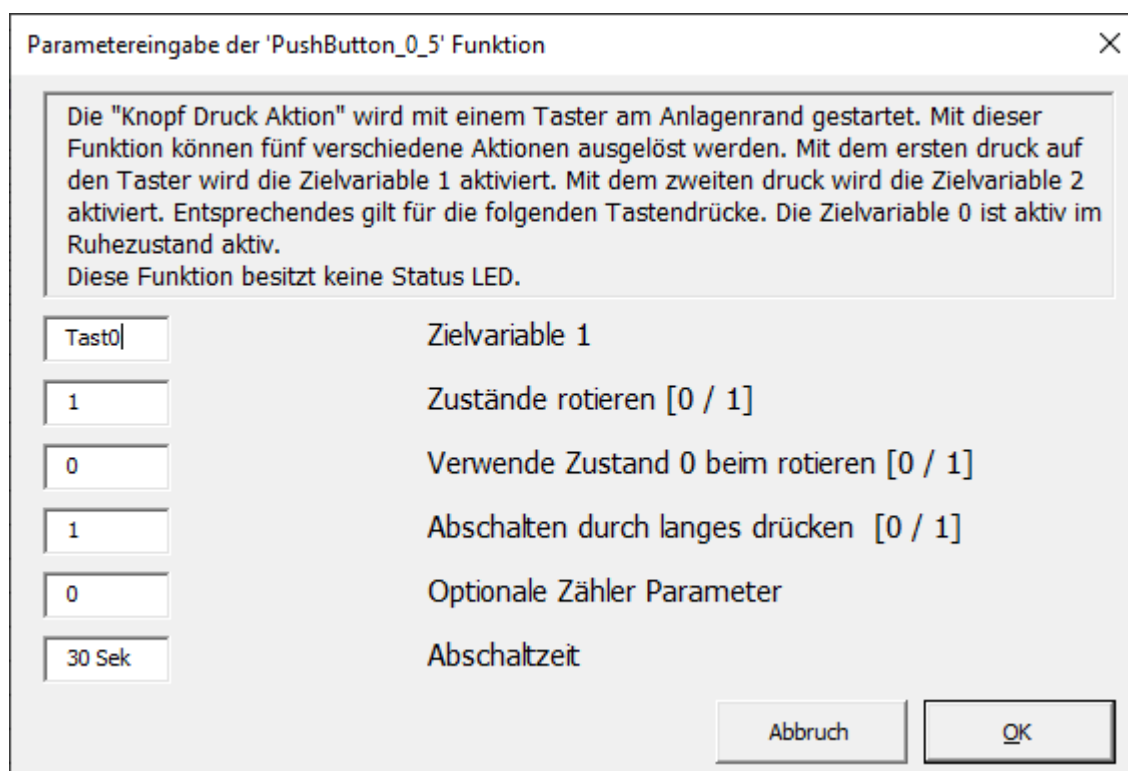 Parametereingabe der 'PushButton_0_5' Funktion
Die "Knopf Druck Aktion" wird mit einem Taster am Anlagenrand gestartet. Mit dieser
Funktion können fünf verschiedene Aktionen ausgelöst werden. Mit dem ersten druck auf
den Taster wird die Zielvariable 1 aktiviert. Mit dem zweiten druck wird die Zielvariable 2
aktiviert. Entsprechendes gilt für die folgenden Tastendrücke. Die Zielvariable 0 ist aktiv im
Ruhezustand aktiv.
Diese Funktion besitzt keine Status LED.
Tast0 Zielvariable 1
1 Zustände rotieren [0 / 1]
0 Verwende Zustand 0 beim rotieren [0 / 1]
1 Abschalten durch langes drücken [0 / 1]
0 Optionale Zähler Parameter
30 Sek Abschaltzeit
Abbruch OK